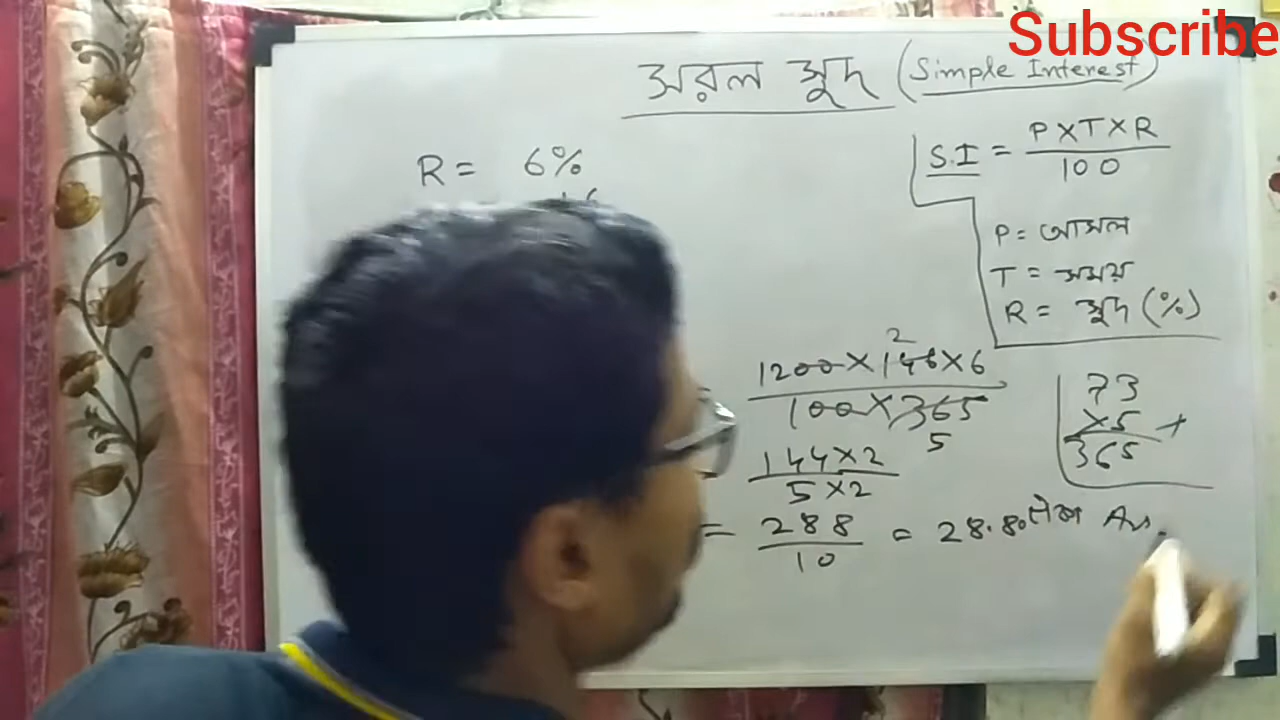 Subscribe
সরল সুদ (Simple Interest)
R = 6%
S.I = P×T×R / 100
P = আসল
T = সময়
R = সুদ (%)
2
1200×146×6
100×365
5
144×2
5×2
= 288 / 10 = 28.80 Ans.
73
×5
365